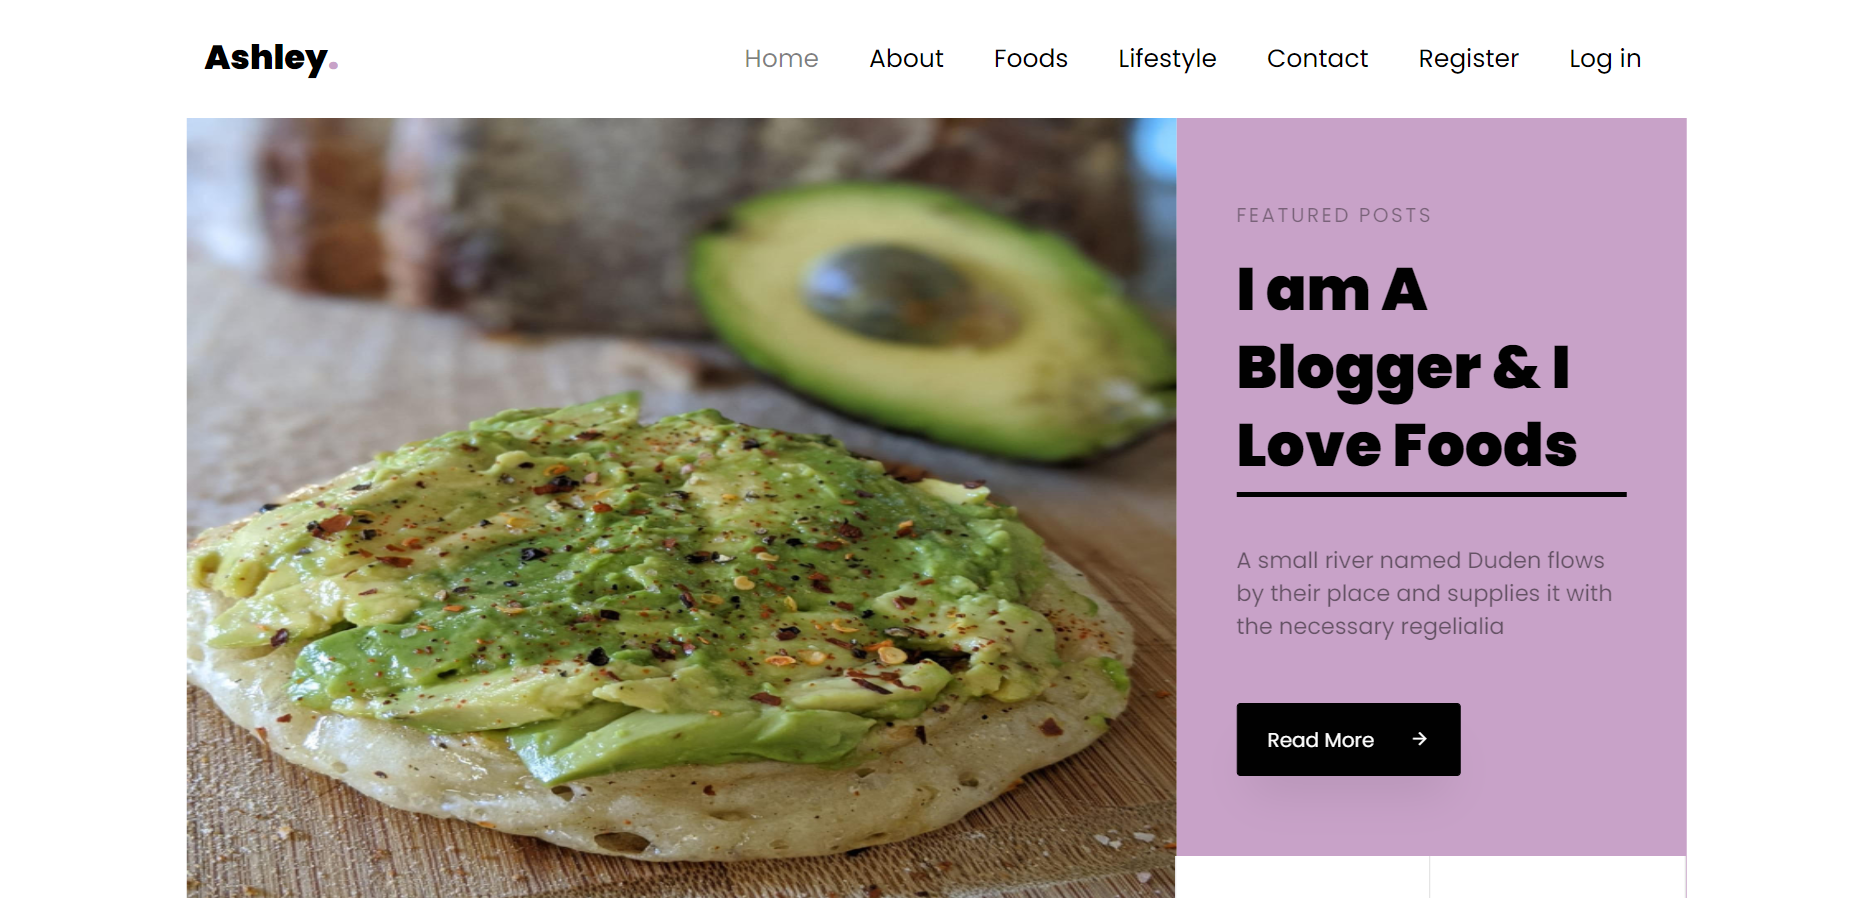 Ashley.
Home About Foods Lifestyle Contact Register Log in
FEATURED POSTS
I am A
Blogger & I
Love Foods
A small river named Duden flows
by their place and supplies it with
the necessary regelialia
Read More →